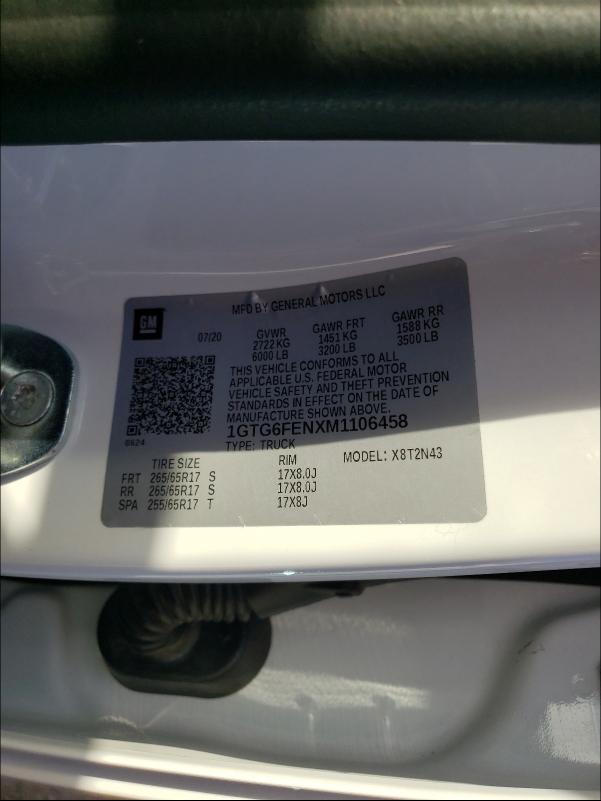 MFD BY GENERAL MOTORS LLC
GM
07/20 GVWR GAWR FRT GAWR RR
2722 KG 1451 KG 1588 KG
6000 LB 3200 LB 3500 LB
THIS VEHICLE CONFORMS TO ALL
APPLICABLE U.S. FEDERAL MOTOR
VEHICLE SAFETY AND THEFT PREVENTION
STANDARDS IN EFFECT ON THE DATE OF
MANUFACTURE SHOWN ABOVE.
1GTG6FENXM1106458
0624
TYPE: TRUCK
TIRE SIZE RIM MODEL: X8T2N43
FRT 265/65R17 S 17X8.0J
RR 265/65R17 S 17X8.0J
SPA 255/65R17 T 17X8J